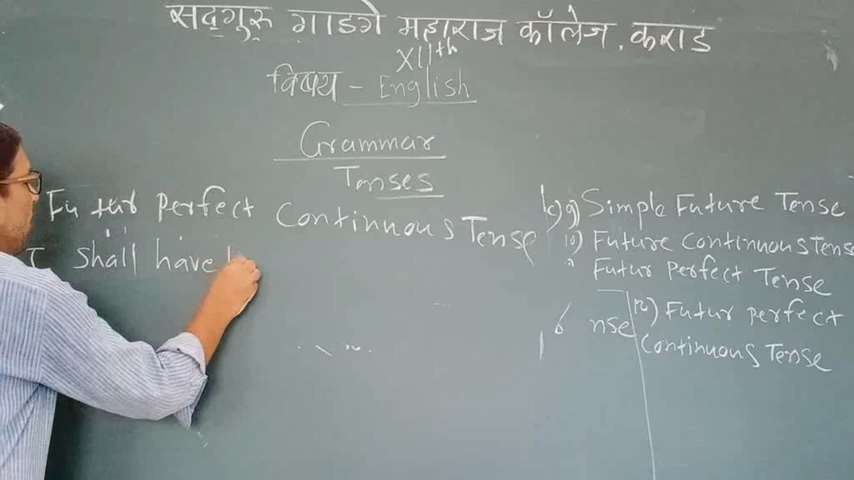 सद्गुरू गाडगे महाराज कॉलेज, कराड
XIIth
विषय - English
Grammar
Tenses
Futur perfect Continuous Tense
I shall have
9) Simple Future Tense
10) Future Continuous Tense
Futur perfect Tense
12) Futur perfect
Continuous Tense
nse